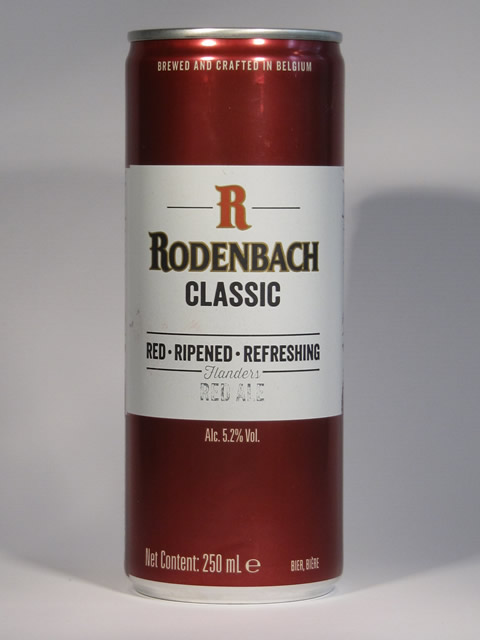 BREWED AND CRAFTED IN BELGIUM
R
RODENBACH
CLASSIC
RED • RIPENED • REFRESHING
Flanders
RED ALE
Alc. 5.2% Vol.
Net Content: 250 mL ℮
BIER, BIÈRE